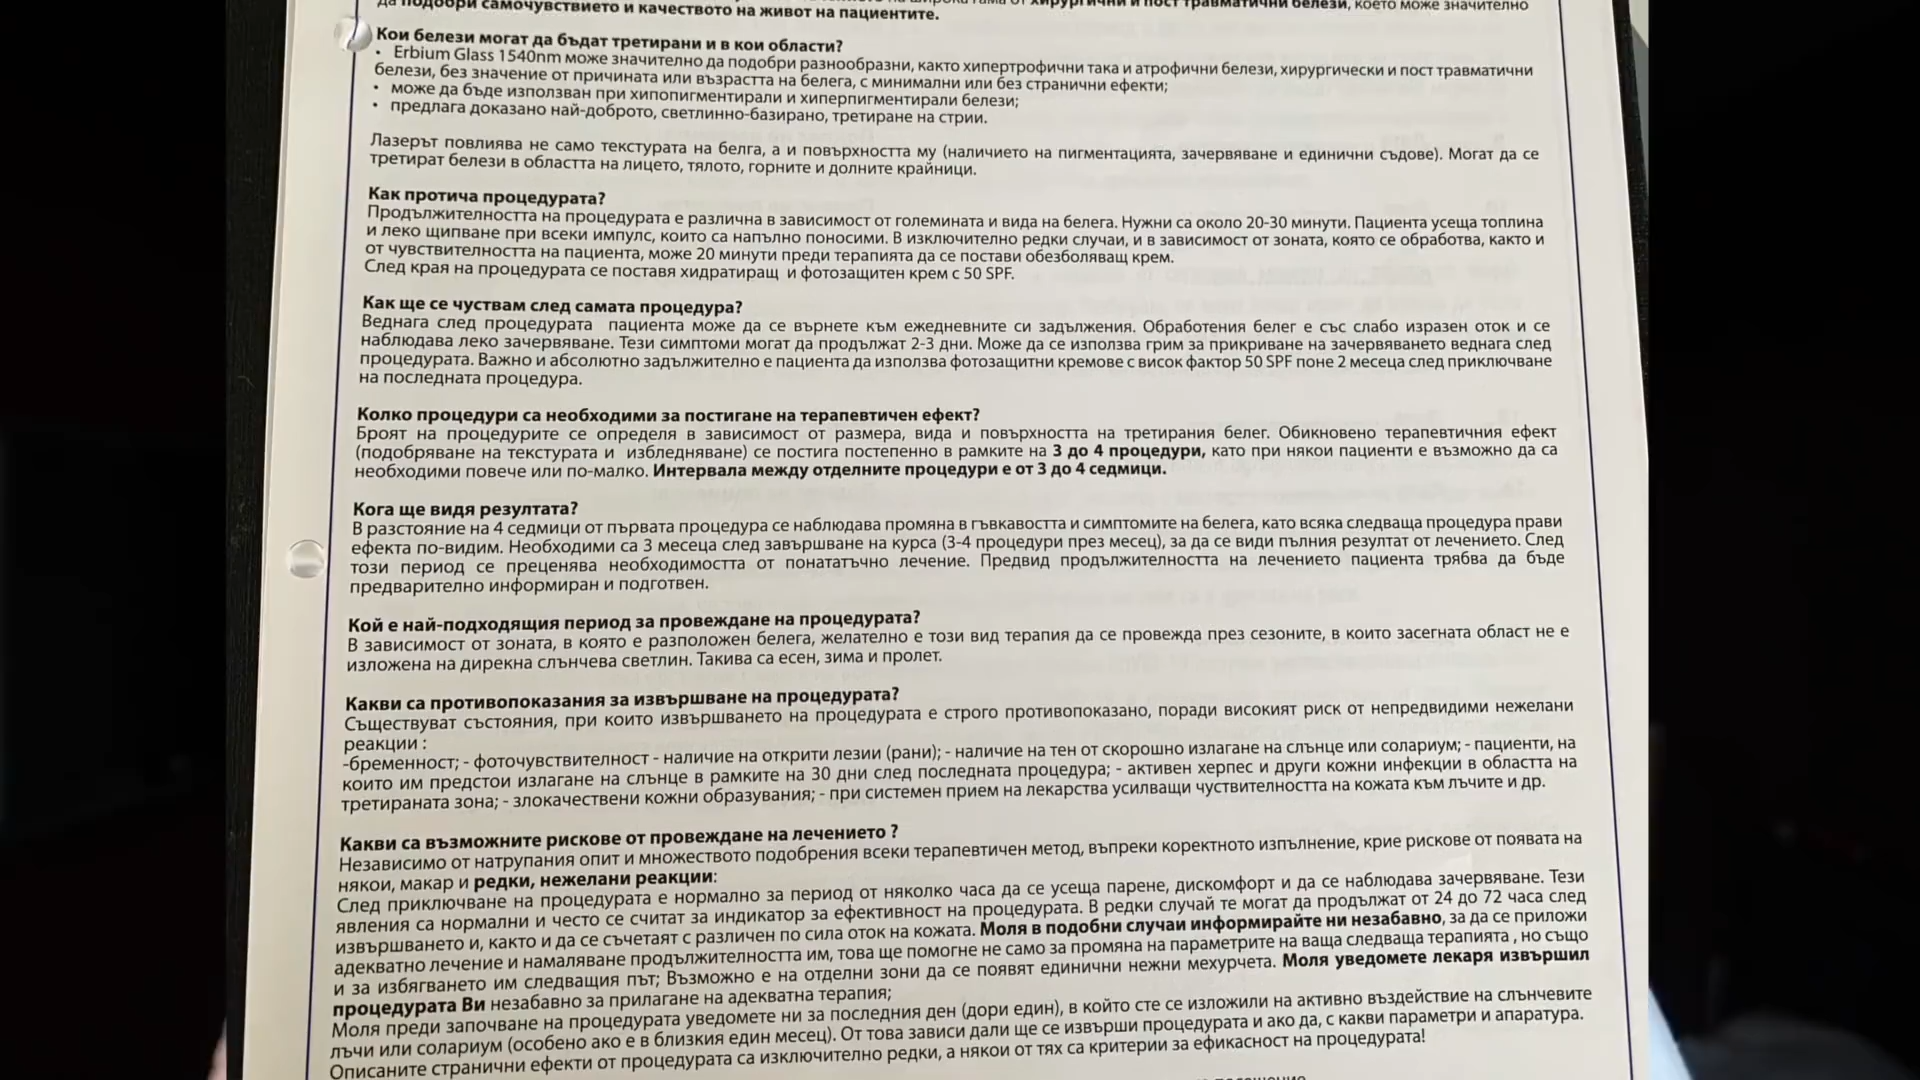 да подобри самочувствието и качеството на живот на пациентите. хирургични и пост травматични белези, което може значително
Кои белези могат да бъдат третирани и в кои области?
• Erbium Glass 1540nm може значително да подобри разнообразни, както хипертрофични така и атрофични белези, хирургически и пост травматични
белези, без значение от причината или възрастта на белега, с минимални или без странични ефекти;
• може да бъде използван при хипопигментирали и хиперпигментирали белези;
• предлага доказано най-доброто, светлинно-базирано, третиране на стрии.
Лазерът повлиява не само текстурата на белга, а и повърхността му (наличието на пигментацията, зачервяване и единични съдове). Могат да се
третират белези в областта на лицето, тялото, горните и долните крайници.
Как протича процедурата?
Продължителността на процедурата е различна в зависимост от големината и вида на белега. Нужни са около 20-30 минути. Пациента усеща топлина
и леко щипване при всеки импулс, които са напълно поносими. В изключително редки случаи, и в зависимост от зоната, която се обработва, както и
от чувствителността на пациента, може 20 минути преди терапията да се постави обезболяващ крем.
След края на процедурата се поставя хидратиращ и фотозащитен крем с 50 SPF.
Как ще се чуствам след самата процедура?
Веднага след процедурата пациента може да се върнете към ежедневните си задължения. Обработения белег е със слабо изразен оток и се
наблюдава леко зачервяване. Тези симптоми могат да продължат 2-3 дни. Може да се използва грим за прикриване на зачервяването веднага след
процедурата. Важно и абсолютно задължително е пациента да използва фотозащитни кремове с висок фактор 50 SPF поне 2 месеца след приключване
на последната процедура.
Колко процедури са необходими за постигане на терапевтичен ефект?
Броят на процедурите се определя в зависимост от размера, вида и повърхността на третирания белег. Обикновено терапевтичния ефект
(подобряване на текстурата и избледняване) се постига постепенно в рамките на 3 до 4 процедури, като при някои пациенти е възможно да са
необходими повече или по-малко. Интервала между отделните процедури е от 3 до 4 седмици.
Кога ще видя резултата?
В разстояние на 4 седмици от първата процедура се наблюдава промяна в гъвкавостта и симптомите на белега, като всяка следваща процедура прави
ефекта по-видим. Необходими са 3 месеца след завършване на курса (3-4 процедури през месец), за да се види пълния резултат от лечението. След
този период се преценява необходимостта от понататъчно лечение. Предвид продължителността на лечението пациента трябва да бъде
предварително информиран и подготвен.
Кой е най-подходящия период за провеждане на процедурата?
В зависимост от зоната, в която е разположен белега, желателно е този вид терапия да се провежда през сезоните, в които засегната област не е
изложена на дирекна слънчева светлин. Такива са есен, зима и пролет.
Какви са противопоказания за извършване на процедурата?
Съществуват състояния, при които извършването на процедурата е строго противопоказано, поради високият риск от непредвидими нежелани
реакции :
-бременност; - фоточувствителност - наличие на открити лезии (рани); - наличие на тен от скорошно излагане на слънце или солариум; - пациенти, на
които им предстои излагане на слънце в рамките на 30 дни след последната процедура; - активен херпес и други кожни инфекции в областта на
третираната зона; - злокачествени кожни образувания; - при системен прием на лекарства усилващи чуствителността на кожата към лъчите и др.
Какви са възможните рискове от провеждане на лечението ?
Независимо от натрупания опит и множеството подобрения всеки терапевтичен метод, въпреки коректното изпълнение, крие рискове от появата на
някои, макар и редки, нежелани реакции:
След приключване на процедурата е нормално за период от няколко часа да се усеща парене, дискомфорт и да се наблюдава зачервяване. Тези
явления са нормални и често се считат за индикатор за ефективност на процедурата. В редки случай те могат да продължат от 24 до 72 часа след
извършването и, както и да се съчетаят с различен по сила оток на кожата. Моля в подобни случаи информирайте ни незабавно, за да се приложи
адекватно лечение и намаляване продължителността им, това ще помогне не само за промяна на параметрите на ваща следваща терапията , но също
и за избягването им следващия път; Възможно е на отделни зони да се появят единични нежни мехурчета. Моля уведомете лекаря извършил
процедурата Ви незабавно за прилагане на адекватна терапия;
Моля преди започване на процедурата уведомете ни за последния ден (дори един), в който сте се изложили на активно въздействие на слънчевите
лъчи или солариум (особено ако е в близкия един месец). От това зависи дали ще се извърши процедурата и ако да, с какви параметри и апаратура.
Описаните странични ефекти от процедурата са изключително редки, а някои от тях са критерии за ефикасност на процедурата!